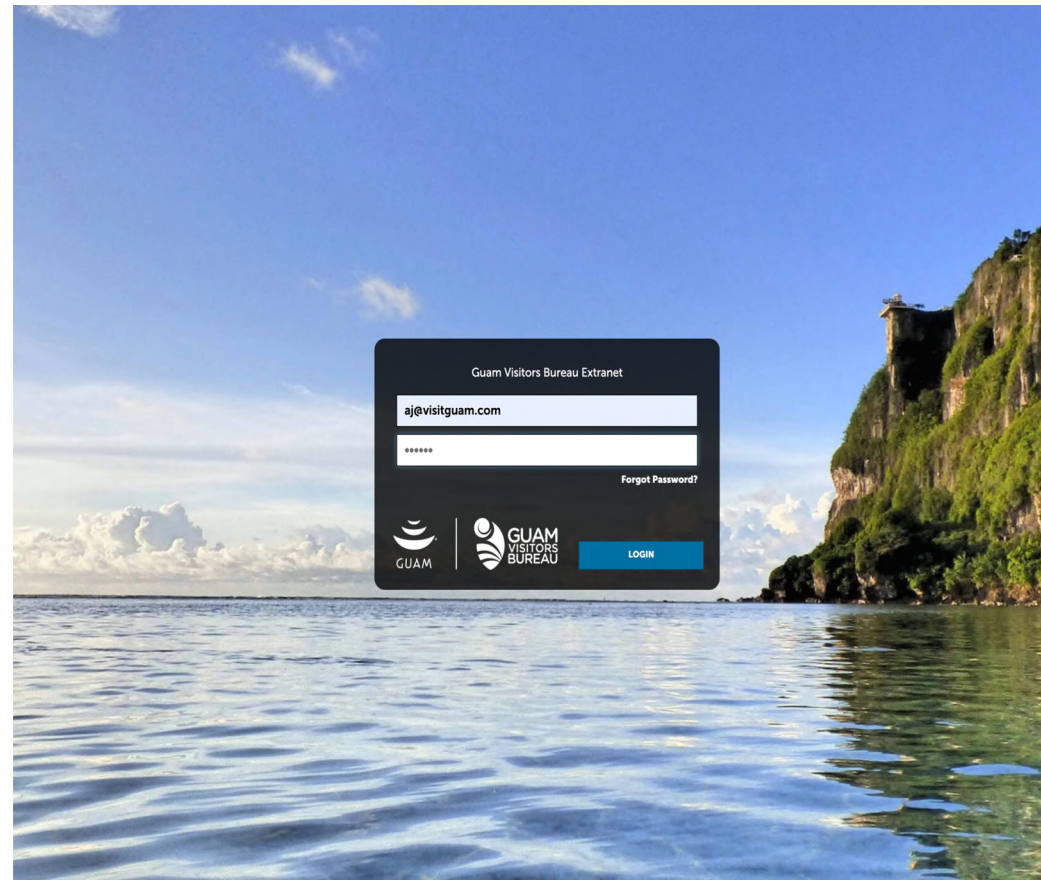 Guam Visitors Bureau Extranet
aj@visitguam.com
••••••
Forgot Password?
GUAM
GUAM
VISITORS
BUREAU
LOGIN